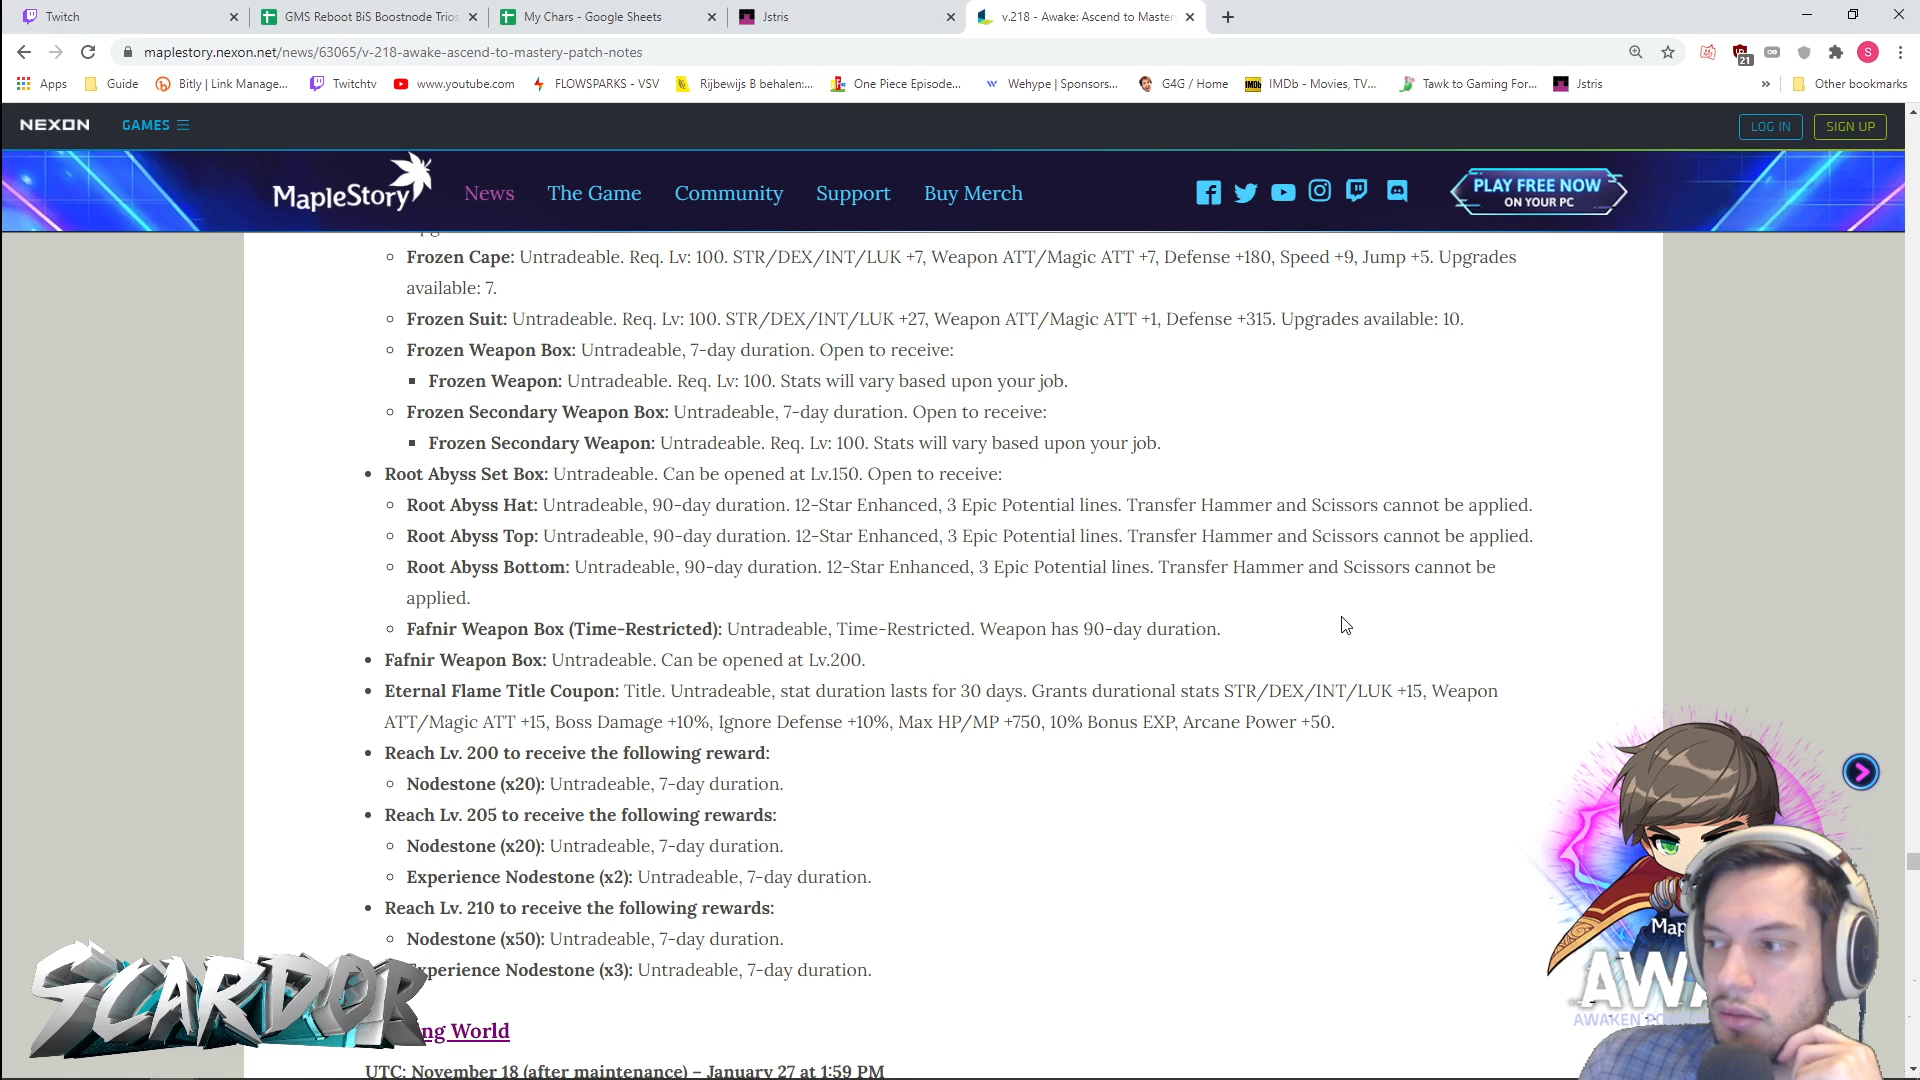 Twitch
GMS Reboot BiS Boostnode Trios
My Chars - Google Sheets
Jstris
v.218 - Awake: Ascend to Master
maplestory.nexon.net/news/63065/v-218-awake-ascend-to-mastery-patch-notes
21
S
Apps
Guide
Bitly | Link Manage...
Twitchtv
www.youtube.com
FLOWSPARKS - VSV
Rijbewijs B behalen:...
One Piece Episode...
Wehype | Sponsors...
G4G / Home
IMDb - Movies, TV...
Tawk to Gaming For...
Jstris
»
Other bookmarks
NEXON
GAMES
LOG IN
SIGN UP
MapleStory
News
The Game
Community
Support
Buy Merch
PLAY FREE NOW
ON YOUR PC
Frozen Cape: Untradeable. Req. Lv: 100. STR/DEX/INT/LUK +7, Weapon ATT/Magic ATT +7, Defense +180, Speed +9, Jump +5. Upgrades
available: 7.
Frozen Suit: Untradeable. Req. Lv: 100. STR/DEX/INT/LUK +27, Weapon ATT/Magic ATT +1, Defense +315. Upgrades available: 10.
Frozen Weapon Box: Untradeable, 7-day duration. Open to receive:
Frozen Weapon: Untradeable. Req. Lv: 100. Stats will vary based upon your job.
Frozen Secondary Weapon Box: Untradeable, 7-day duration. Open to receive:
Frozen Secondary Weapon: Untradeable. Req. Lv: 100. Stats will vary based upon your job.
Root Abyss Set Box: Untradeable. Can be opened at Lv.150. Open to receive:
Root Abyss Hat: Untradeable, 90-day duration. 12-Star Enhanced, 3 Epic Potential lines. Transfer Hammer and Scissors cannot be applied.
Root Abyss Top: Untradeable, 90-day duration. 12-Star Enhanced, 3 Epic Potential lines. Transfer Hammer and Scissors cannot be applied.
Root Abyss Bottom: Untradeable, 90-day duration. 12-Star Enhanced, 3 Epic Potential lines. Transfer Hammer and Scissors cannot be
applied.
Fafnir Weapon Box (Time-Restricted): Untradeable, Time-Restricted. Weapon has 90-day duration.
Fafnir Weapon Box: Untradeable. Can be opened at Lv.200.
Eternal Flame Title Coupon: Title. Untradeable, stat duration lasts for 30 days. Grants durational stats STR/DEX/INT/LUK +15, Weapon
ATT/Magic ATT +15, Boss Damage +10%, Ignore Defense +10%, Max HP/MP +750, 10% Bonus EXP, Arcane Power +50.
Reach Lv. 200 to receive the following reward:
Nodestone (x20): Untradeable, 7-day duration.
Reach Lv. 205 to receive the following rewards:
Nodestone (x20): Untradeable, 7-day duration.
Experience Nodestone (x2): Untradeable, 7-day duration.
Reach Lv. 210 to receive the following rewards:
Nodestone (x50): Untradeable, 7-day duration.
xperience Nodestone (x3): Untradeable, 7-day duration.
ng World
UTC: November 18 (after maintenance) – January 27 at 1:59 PM
SCARDOR
Map
AWA
AWAKEN